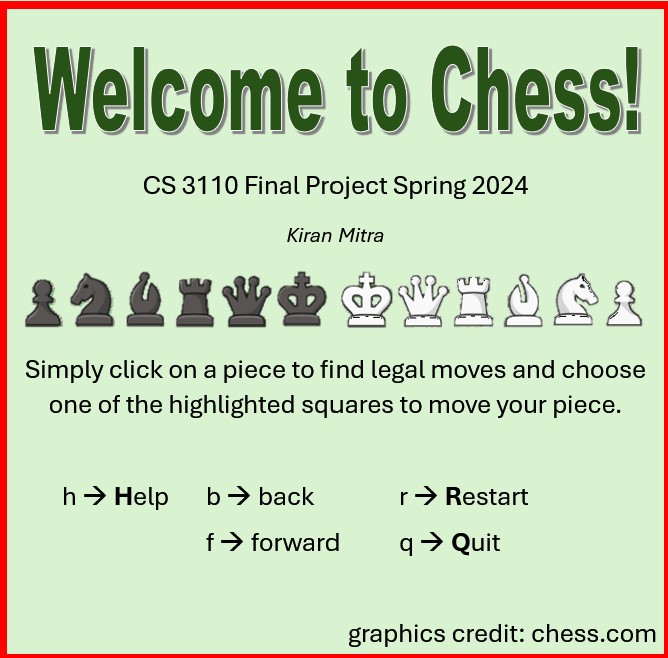 Welcome to Chess!
CS 3110 Final Project Spring 2024
Kiran Mitra
Simply click on a piece to find legal moves and choose
one of the highlighted squares to move your piece.
h → Help b → back r → Restart
f → forward q → Quit
graphics credit: chess.com